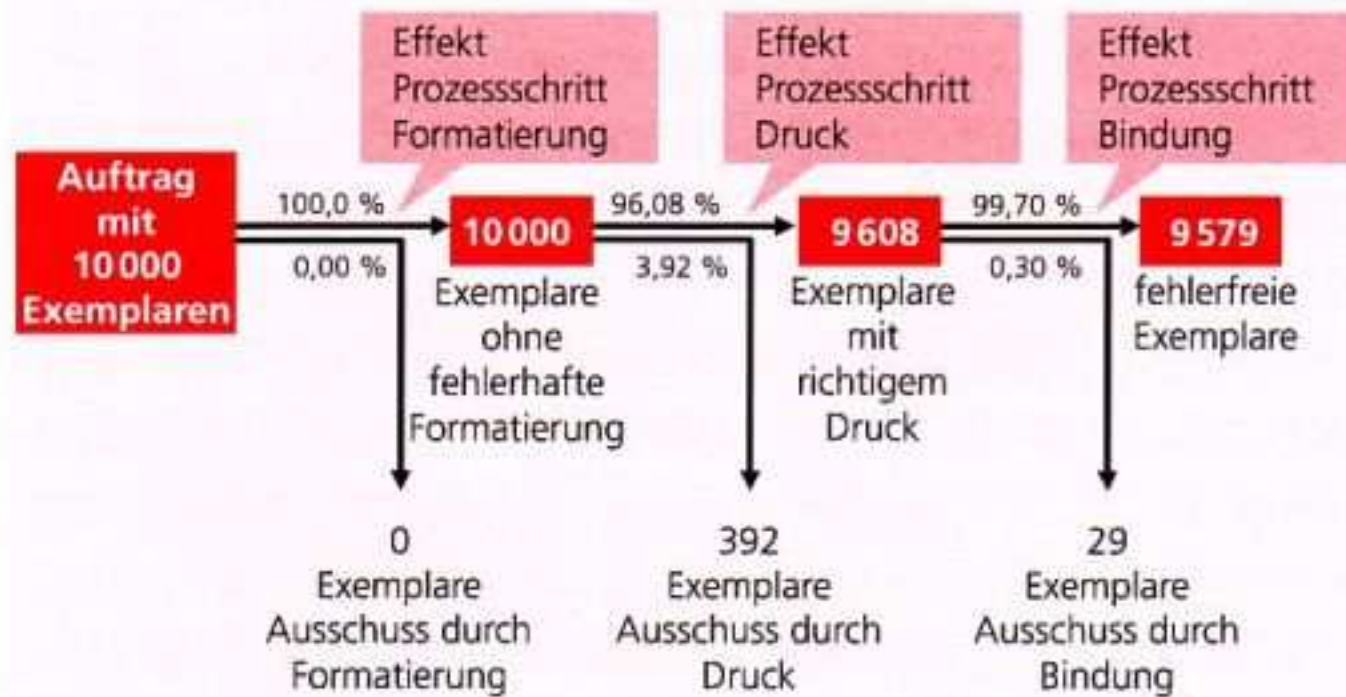 Effekt
Prozessschritt
Formatierung
Effekt
Prozessschritt
Druck
Effekt
Prozessschritt
Bindung
Auftrag
mit
10 000
Exemplaren
100,0 %
0,00 %
10 000
Exemplare
ohne
fehlerhafte
Formatierung
96,08 %
3,92 %
9 608
Exemplare
mit
richtigem
Druck
99,70 %
0,30 %
9 579
fehlerfreie
Exemplare
0
Exemplare
Ausschuss durch
Formatierung
392
Exemplare
Ausschuss durch
Druck
29
Exemplare
Ausschuss durch
Bindung